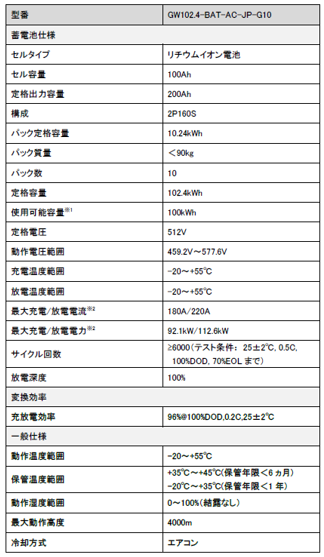 型番 GW102.4-BAT-AC-JP-G10
蓄電池仕様
セルタイプ リチウムイオン電池
セル容量 100Ah
定格出力容量 200Ah
構成 2P160S
パック定格容量 10.24kWh
パック質量 ＜90kg
パック数 10
定格容量 102.4kWh
使用可能容量※1 100kWh
定格電圧 512V
動作電圧範囲 459.2V～577.6V
充電温度範囲 -20～+55℃
放電温度範囲 -20～+55℃
最大充電/放電電流※2 180A/220A
最大充電/放電電力※2 92.1kW/112.6kW
サイクル回数 ≥6000（テスト条件：25±2℃, 0.5C,
100%DOD, 70%EOL まで）
放電深度 100%
変換効率
充放電効率 96%@100%DOD,0.2C,25±2℃
一般仕様
動作温度範囲 -20～+55℃
保管温度範囲 +35℃～+45℃(保管年限＜6ヵ月)
-20℃～+35℃(保管年限＜1年)
動作湿度範囲 0～100%（結露なし）
最大動作高度 4000m
冷却方式 エアコン